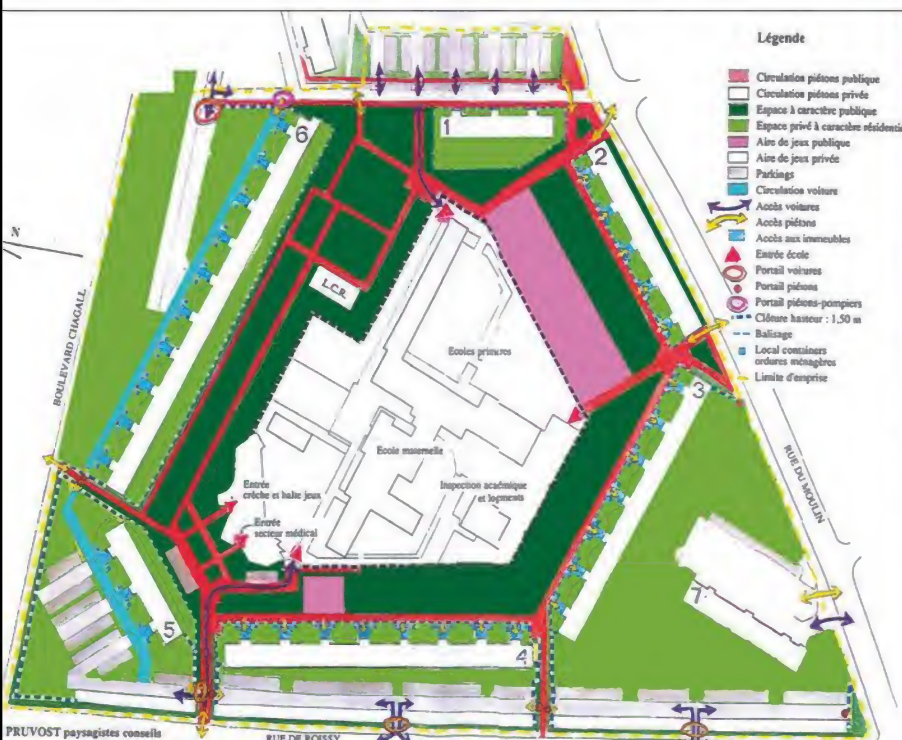 Légende
Circulation piétons publique
Circulation piétons privée
Espace à caractère publique
Espace privé à caractère résidentie
Aire de jeux publique
Aire de jeux privée
Parkings
Circulation voiture
Accès voitures
Accès piétons
Accès aux immeubles
Entrée école
Portail voitures
Portail piétons
Portail piétons-pompiers
Clôture hauteur : 1,50 m
Balisage
Local containers
ordures ménagères
Limite d'emprise
N
BOULEVARD CHAGALL
6
1
2
L.C.R.
Ecoles primaires
3
Ecole maternelle
Inspection académique
et logments
Entrée
crêche et halte jeux
Entrée
secteur médical
RUE DU MOULIN
7
5
4
PRUVOST paysagistes conseils
RUE DE ROISSY